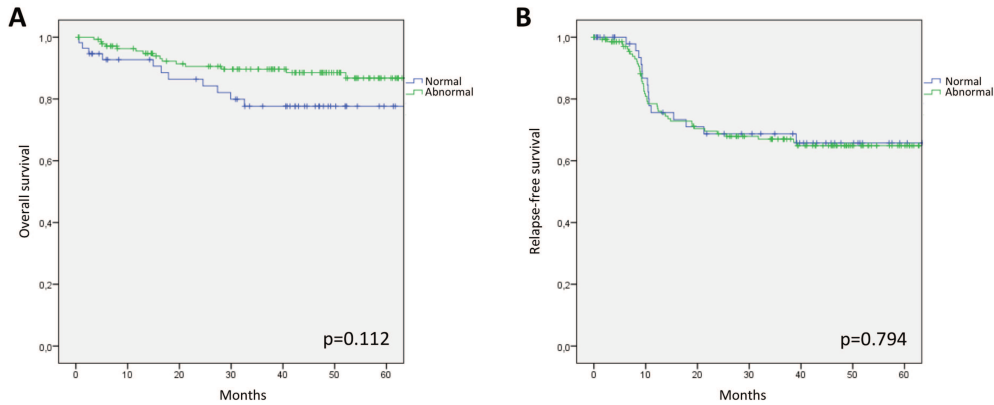 A
1,0
0,8
0,6
0,4
0,2
0,0
Overall survival
0 10 20 30 40 50 60
Months
Normal
Abnormal
p=0.112
B
1,0
0,8
0,6
0,4
0,2
0,0
Relapse-free survival
0 10 20 30 40 50 60
Months
Normal
Abnormal
p=0.794